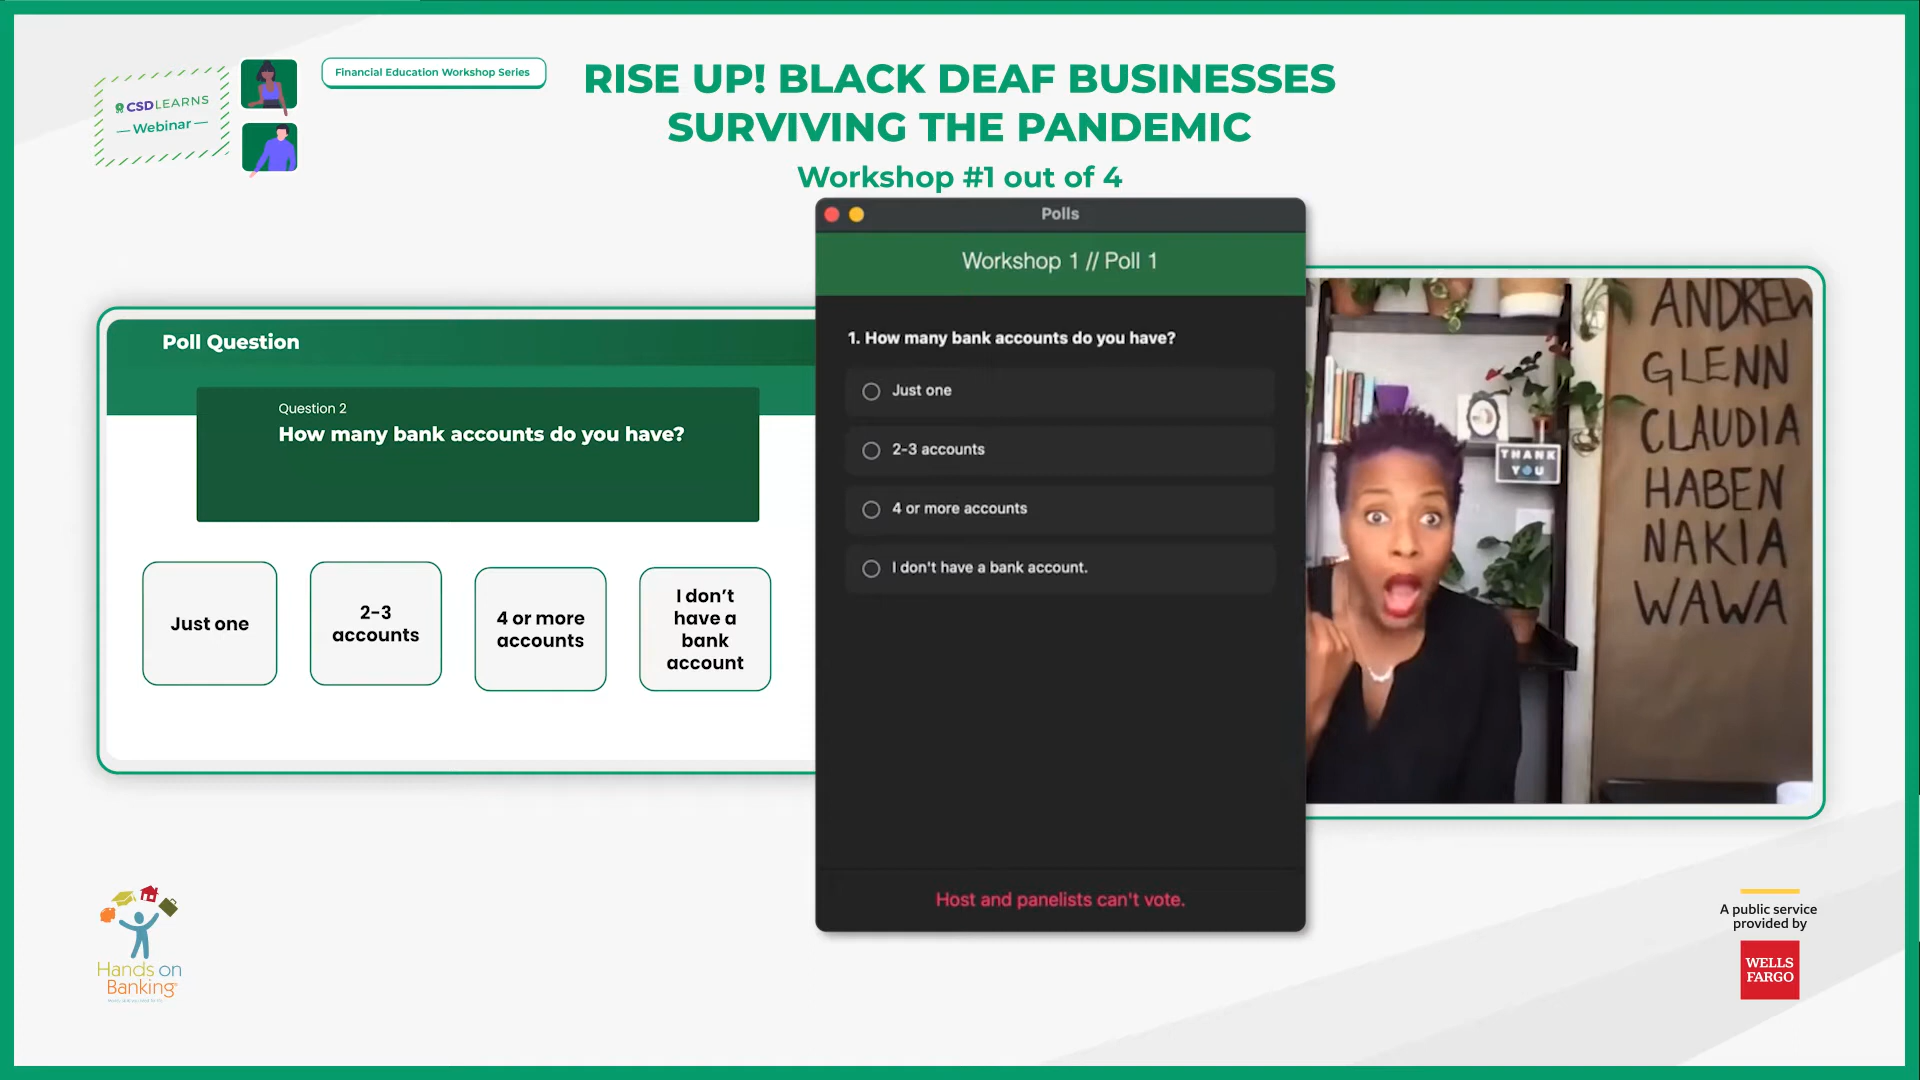 CSDLEARNS
— Webinar —
Financial Education Workshop Series
RISE UP! BLACK DEAF BUSINESSES
SURVIVING THE PANDEMIC
Workshop #1 out of 4
Poll Question
Question 2
How many bank accounts do you have?
Just one
2-3
accounts
4 or more
accounts
I don’t
have a
bank
account
Polls
Workshop 1 // Poll 1
1. How many bank accounts do you have?
Just one
2-3 accounts
4 or more accounts
I don't have a bank account.
Host and panelists can't vote.
THANK
YOU
ANDREW
GLENN
CLAUDIA
HABEN
NAKIA
WAWA
Hands on
Banking
A public service
provided by
WELLS
FARGO